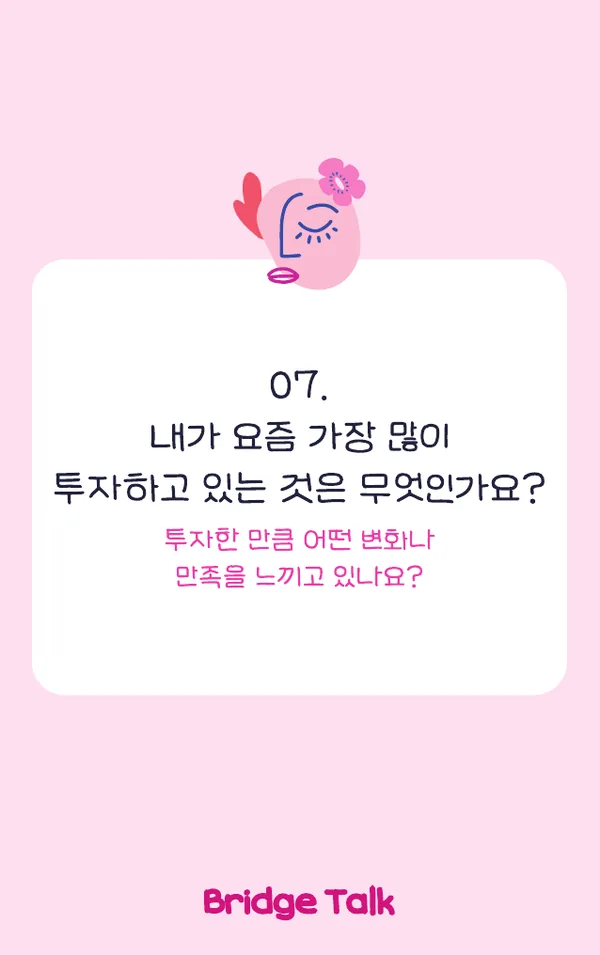 07.
내가 요즘 가장 많이
투자하고 있는 것은 무엇인가요?
투자한 만큼 어떤 변화나
만족을 느끼고 있나요?
Bridge Talk